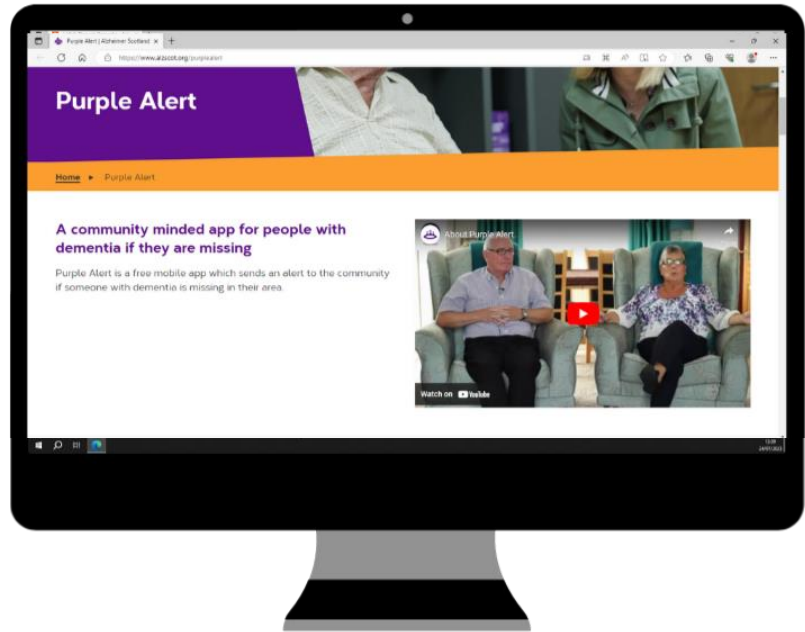 Purple Alert | Alzheimer Scotland
https://www.alzscot.org/purplealert
Purple Alert
Home ► Purple Alert
A community minded app for people with
dementia if they are missing
Purple Alert is a free mobile app which sends an alert to the community
if someone with dementia is missing in their area.
About Purple Alert
Watch on YouTube